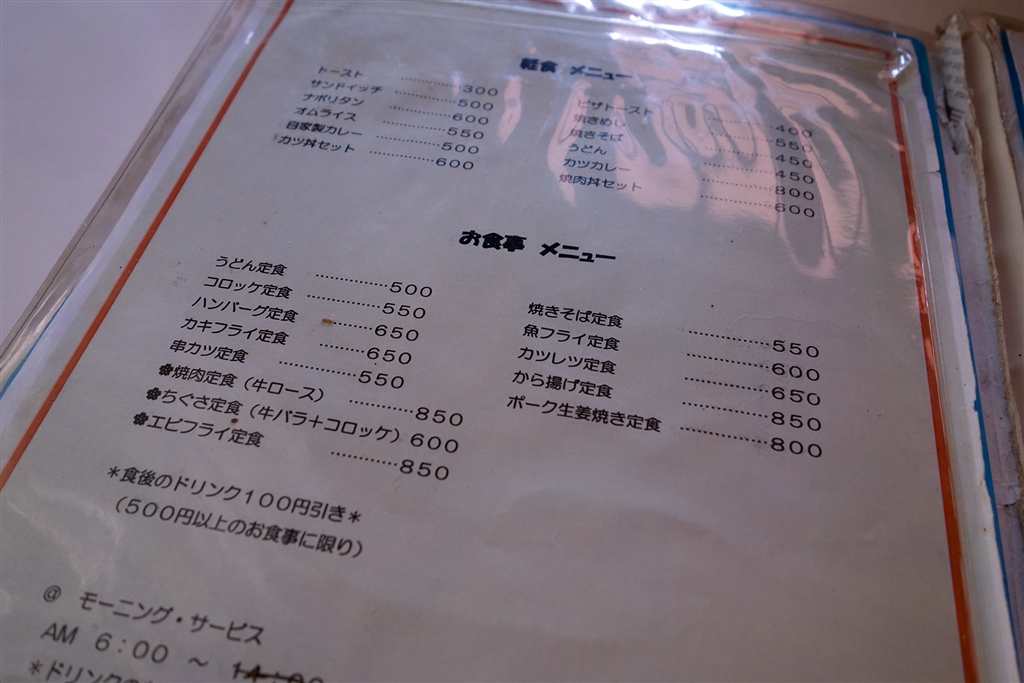 軽食 メニュー
トースト ............300
サンドイッチ ............500
ナポリタン ............600
オムライス ............550
自家製カレー ............500
カツ丼セット ............600
ピザトースト ............400
焼きめし ............550
焼きそば ............450
うどん ............450
カツカレー ............800
焼肉丼セット ............600
お食事 メニュー
うどん定食 ............500
コロッケ定食 ............550
ハンバーグ定食 ............650
カキフライ定食 ............650
串カツ定食 ............550
✿焼肉定食(牛ロース) ............850
✿ちぐさ定食(牛バラ+コロッケ)600
✿エビフライ定食 ............850
焼きそば定食 ............550
魚フライ定食 ............600
カツレツ定食 ............650
から揚げ定食 ............850
ポーク生姜焼き定食 ............800
*食後のドリンク100円引き*
(500円以上のお食事に限り)
@ モーニング・サービス
AM 6:00 ～
*ドリンクの